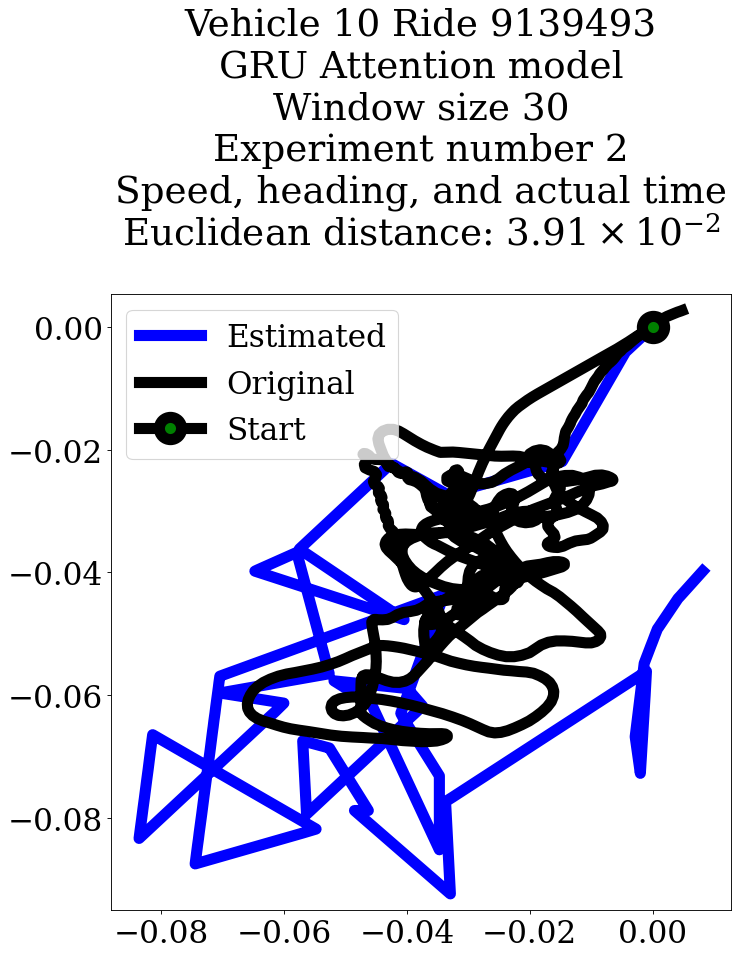 Vehicle 10 Ride 9139493
GRU Attention model
Window size 30
Experiment number 2
Speed, heading, and actual time
Euclidean distance: 3.91 × 10⁻²
Estimated
Original
Start
0.00
−0.02
−0.04
−0.06
−0.08
−0.08 −0.06 −0.04 −0.02 0.00